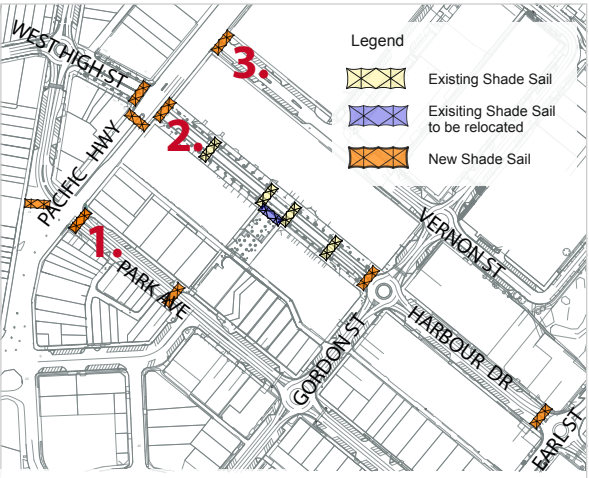 WEST HIGH ST
3.
Legend
Existing Shade Sail
Exisiting Shade Sail
to be relocated
New Shade Sail
PACIFIC HWY
2.
1.
PARK AVE
VERNON ST
GORDON ST
HARBOUR DR
EARL ST